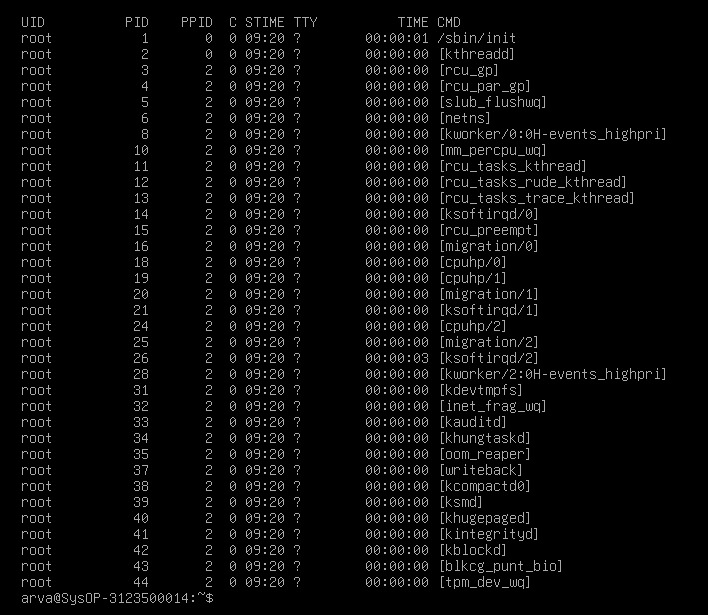 UID          PID    PPID  C STIME TTY          TIME CMD
root           1       0  0 09:20 ?        00:00:01 /sbin/init
root           2       0  0 09:20 ?        00:00:00 [kthreadd]
root           3       2  0 09:20 ?        00:00:00 [rcu_gp]
root           4       2  0 09:20 ?        00:00:00 [rcu_par_gp]
root           5       2  0 09:20 ?        00:00:00 [slub_flushwq]
root           6       2  0 09:20 ?        00:00:00 [netns]
root           8       2  0 09:20 ?        00:00:00 [kworker/0:0H-events_highpri]
root          10       2  0 09:20 ?        00:00:00 [mm_percpu_wq]
root          11       2  0 09:20 ?        00:00:00 [rcu_tasks_kthread]
root          12       2  0 09:20 ?        00:00:00 [rcu_tasks_rude_kthread]
root          13       2  0 09:20 ?        00:00:00 [rcu_tasks_trace_kthread]
root          14       2  0 09:20 ?        00:00:00 [ksoftirqd/0]
root          15       2  0 09:20 ?        00:00:00 [rcu_preempt]
root          16       2  0 09:20 ?        00:00:00 [migration/0]
root          18       2  0 09:20 ?        00:00:00 [cpuhp/0]
root          19       2  0 09:20 ?        00:00:00 [cpuhp/1]
root          20       2  0 09:20 ?        00:00:00 [migration/1]
root          21       2  0 09:20 ?        00:00:00 [ksoftirqd/1]
root          24       2  0 09:20 ?        00:00:00 [cpuhp/2]
root          25       2  0 09:20 ?        00:00:00 [migration/2]
root          26       2  0 09:20 ?        00:00:03 [ksoftirqd/2]
root          28       2  0 09:20 ?        00:00:00 [kworker/2:0H-events_highpri]
root          31       2  0 09:20 ?        00:00:00 [kdevtmpfs]
root          32       2  0 09:20 ?        00:00:00 [inet_frag_wq]
root          33       2  0 09:20 ?        00:00:00 [kauditd]
root          34       2  0 09:20 ?        00:00:00 [khungtaskd]
root          35       2  0 09:20 ?        00:00:00 [oom_reaper]
root          37       2  0 09:20 ?        00:00:00 [writeback]
root          38       2  0 09:20 ?        00:00:00 [kcompactd0]
root          39       2  0 09:20 ?        00:00:00 [ksmd]
root          40       2  0 09:20 ?        00:00:00 [khugepaged]
root          41       2  0 09:20 ?        00:00:00 [kintegrityd]
root          42       2  0 09:20 ?        00:00:00 [kblockd]
root          43       2  0 09:20 ?        00:00:00 [blkcg_punt_bio]
root          44       2  0 09:20 ?        00:00:00 [tpm_dev_wq]
arva@SysOP-3123500014:~$